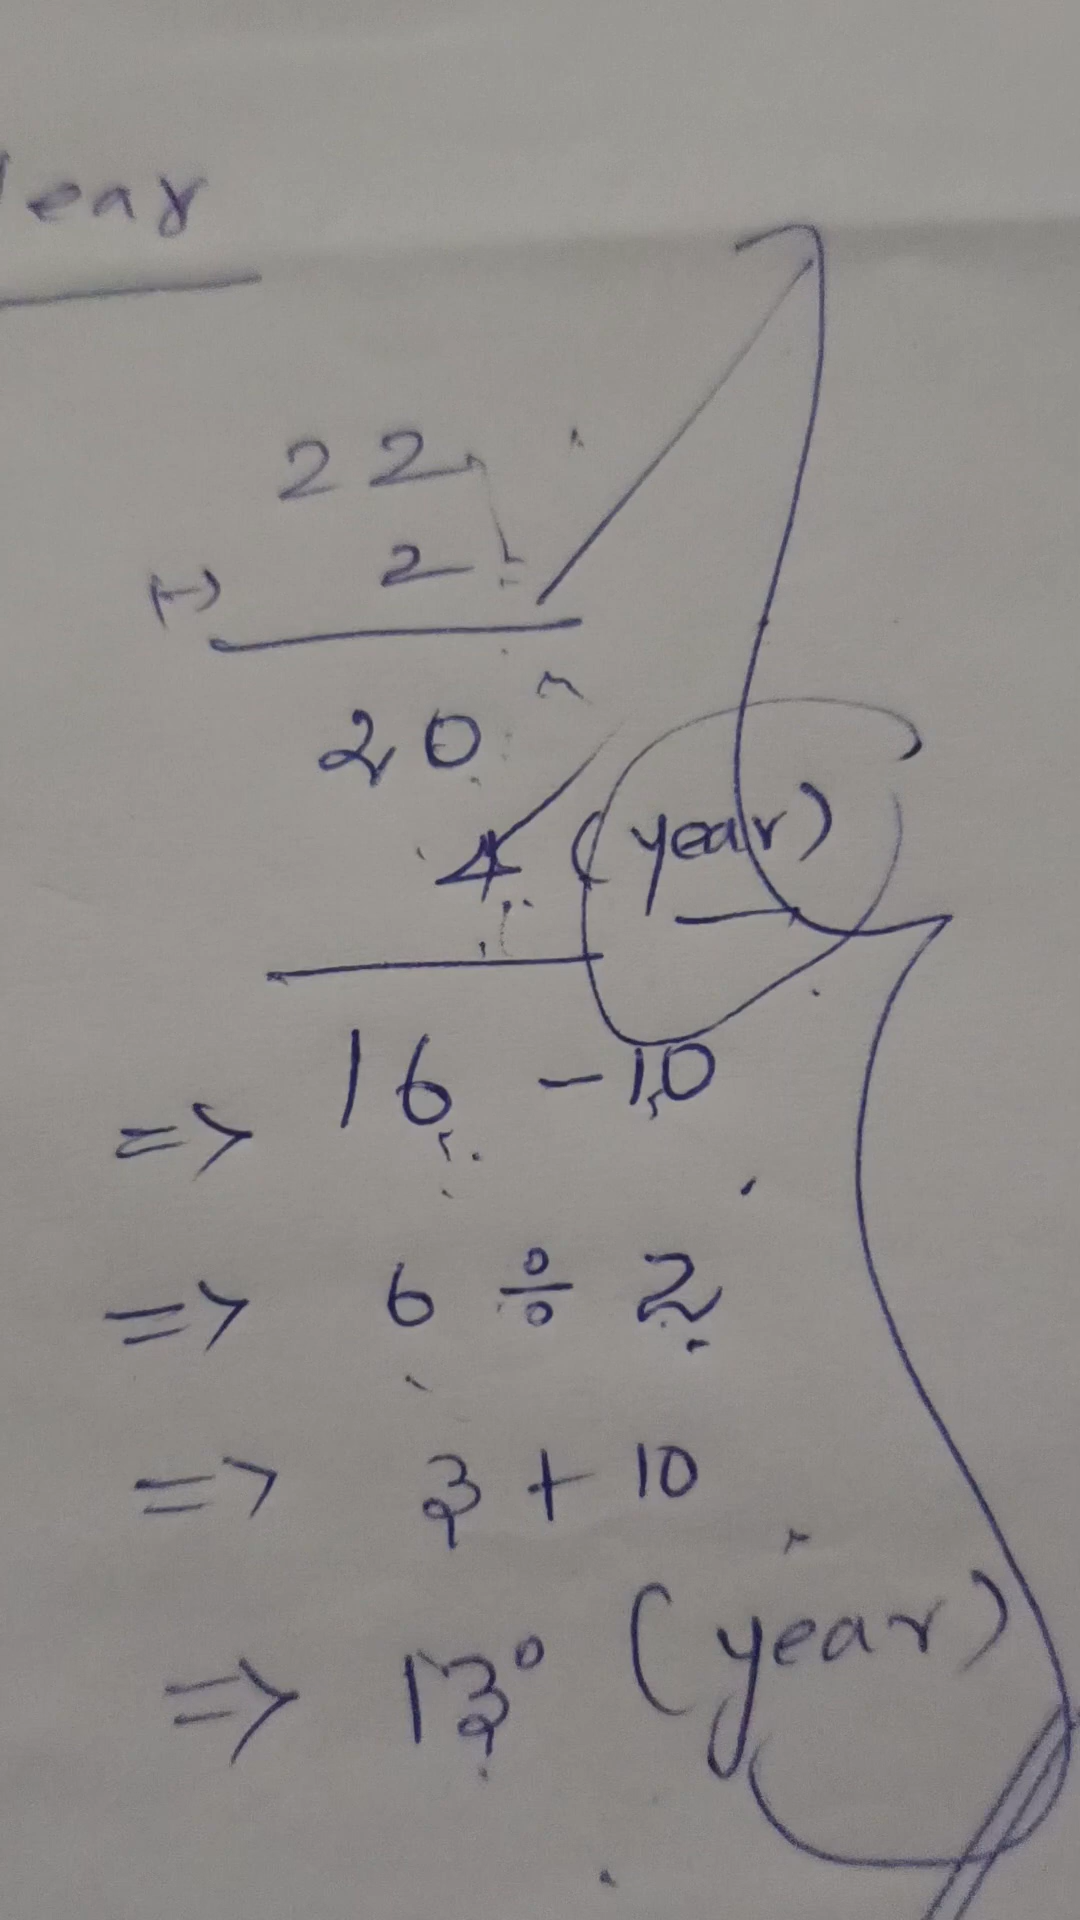 ear
22
(-) 2
20
4 (year)
=> 16 - 10
=> 6 ÷ 2
=> 3 + 10
=> 13° (year)